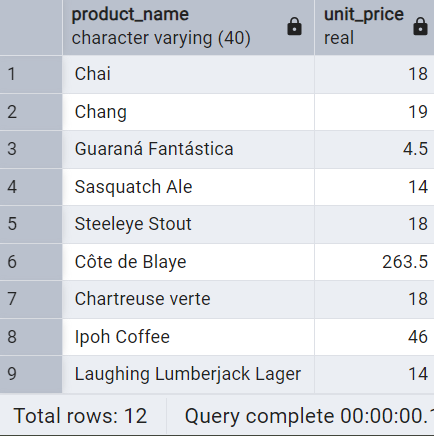 product_name unit_price
character varying (40) real
1 Chai 18
2 Chang 19
3 Guaraná Fantástica 4.5
4 Sasquatch Ale 14
5 Steeleye Stout 18
6 Côte de Blaye 263.5
7 Chartreuse verte 18
8 Ipoh Coffee 46
9 Laughing Lumberjack Lager 14
Total rows: 12 Query complete 00:00:00.